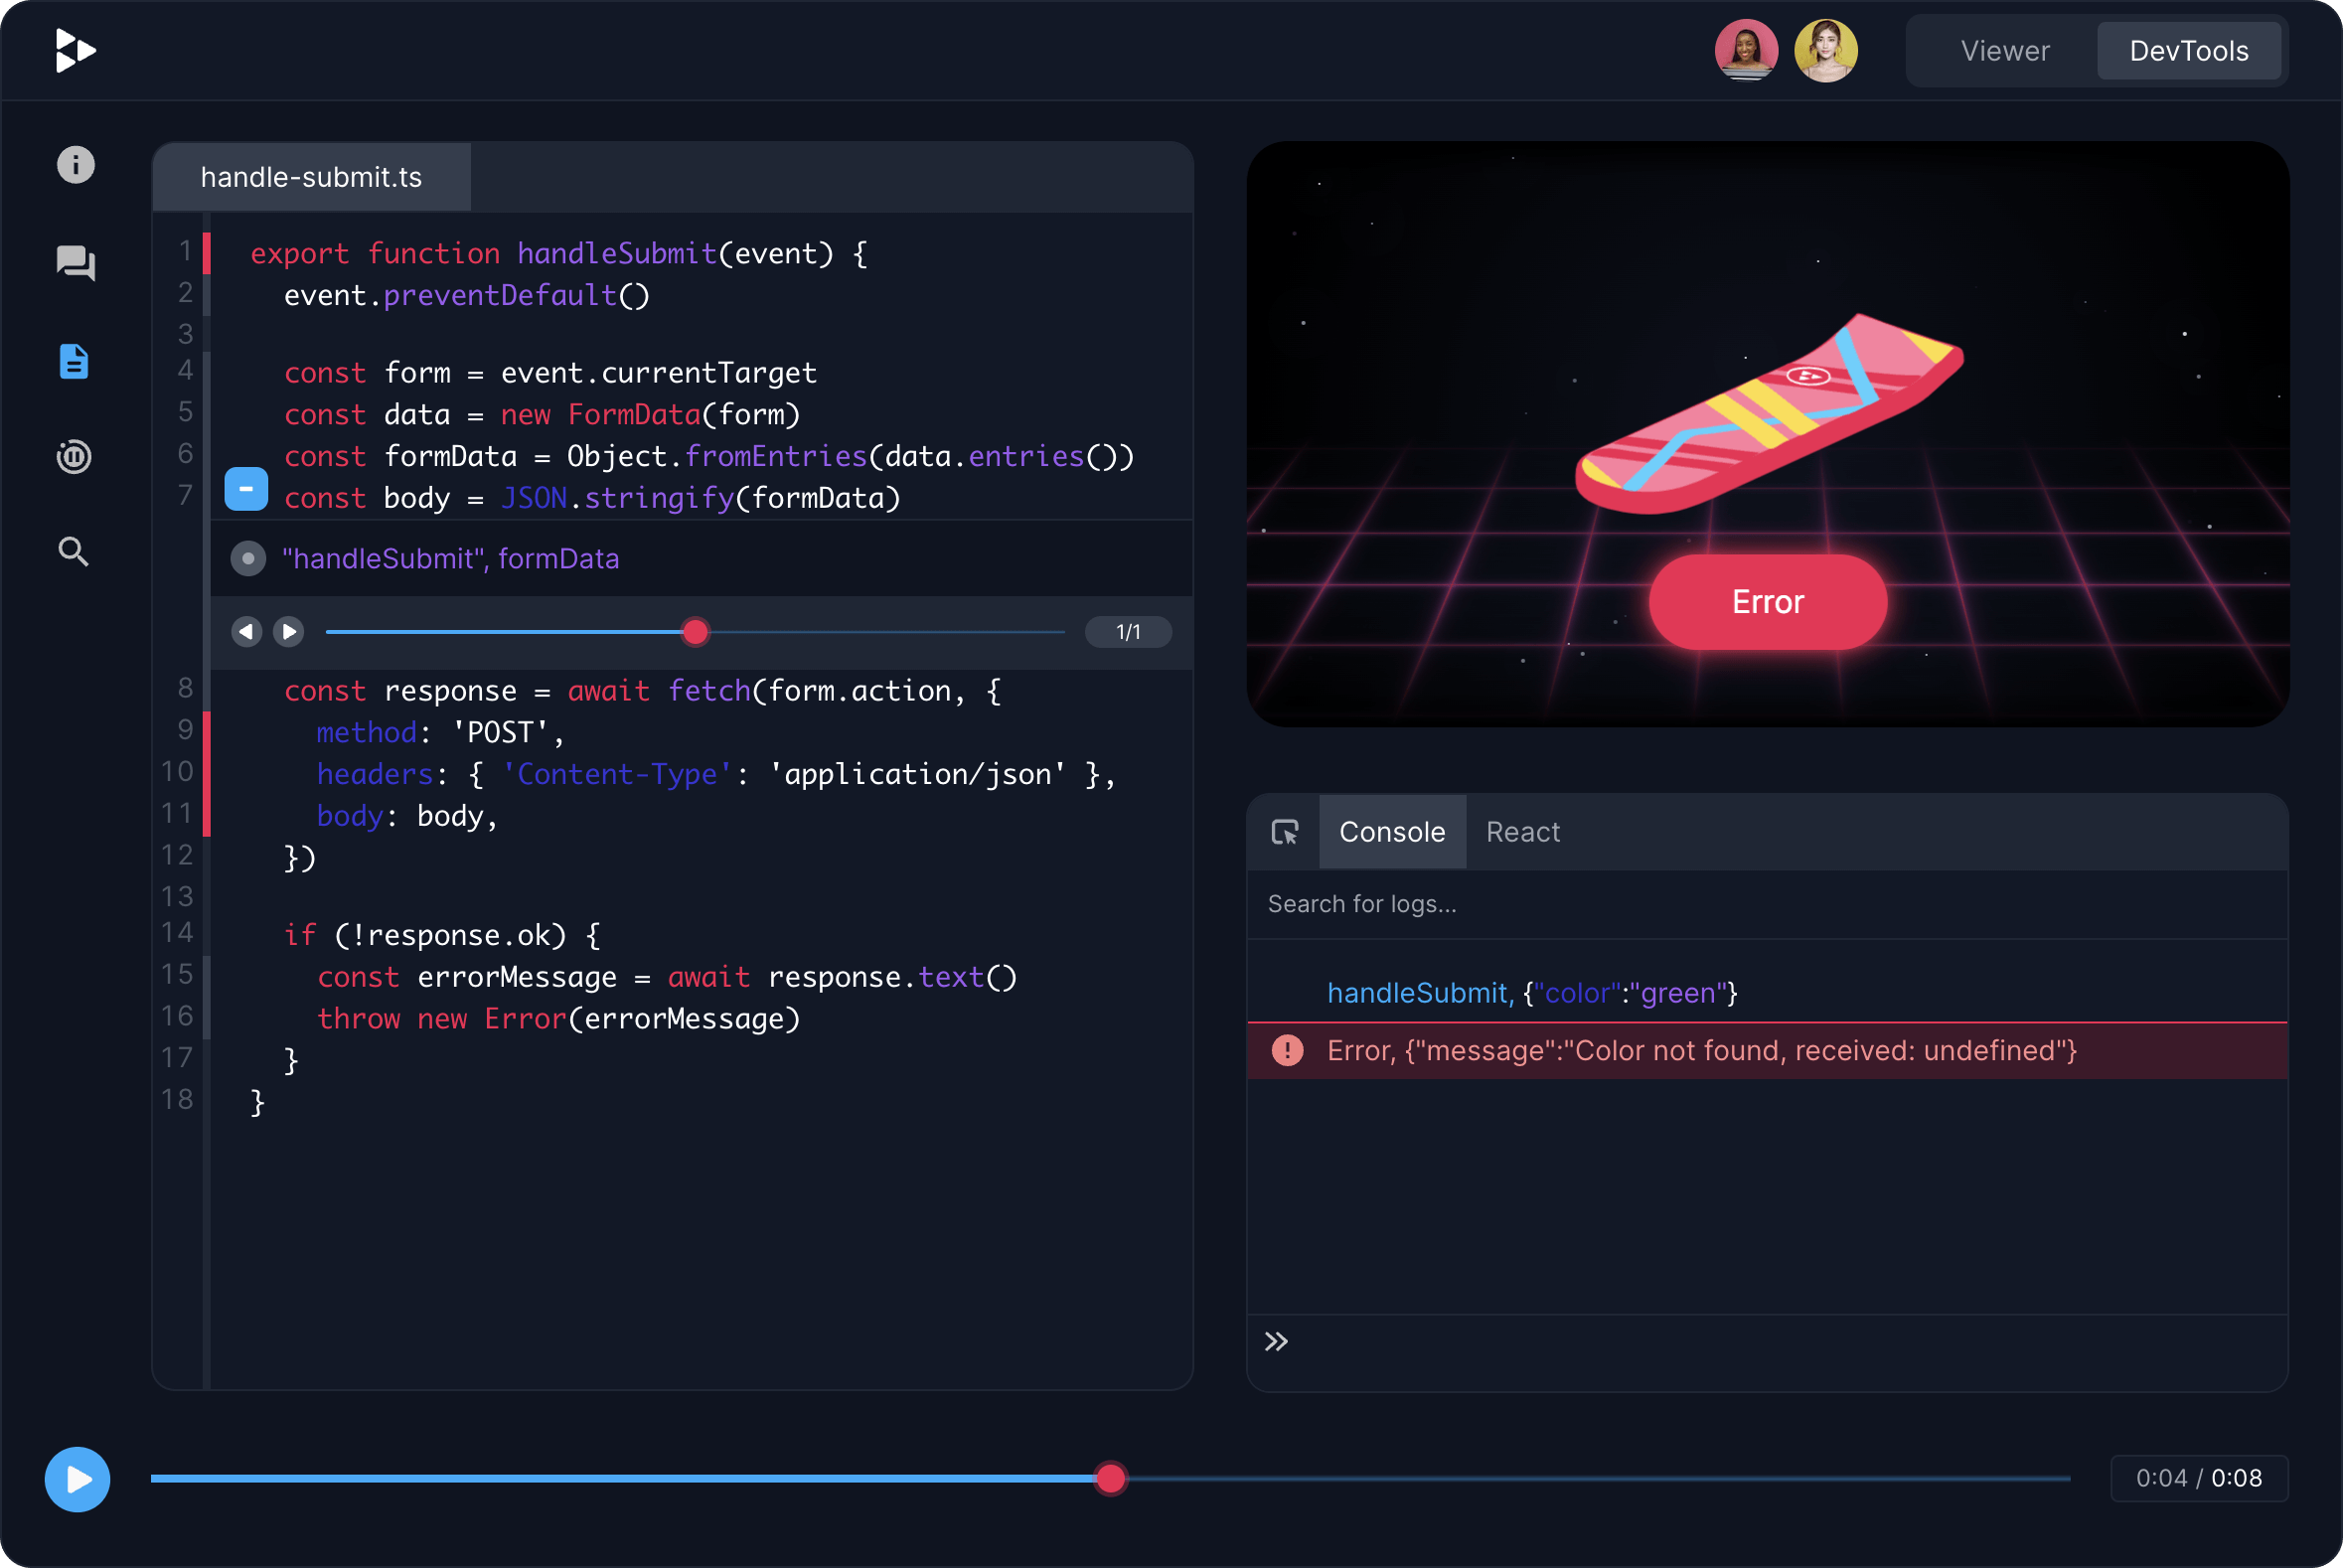 Viewer
DevTools
handle-submit.ts
1 export function handleSubmit(event) {
2 event.preventDefault()
3
4 const form = event.currentTarget
5 const data = new FormData(form)
6 const formData = Object.fromEntries(data.entries())
7 const body = JSON.stringify(formData)
"handleSubmit", formData
1/1
8 const response = await fetch(form.action, {
9 method: 'POST',
10 headers: { 'Content-Type': 'application/json' },
11 body: body,
12 })
13
14 if (!response.ok) {
15 const errorMessage = await response.text()
16 throw new Error(errorMessage)
17 }
18 }
Error
Console
React
Search for logs...
handleSubmit, {"color":"green"}
Error, {"message":"Color not found, received: undefined"}
0:04 / 0:08